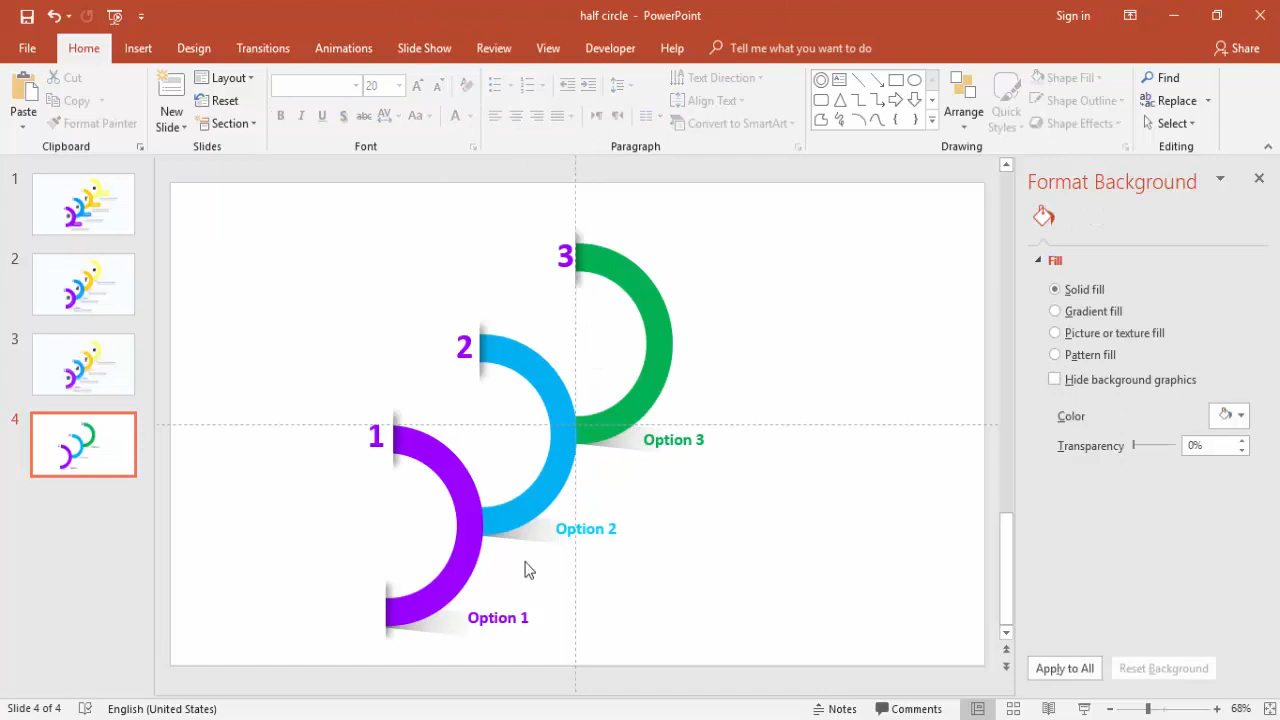 half circle - PowerPoint
Sign in
File Home Insert Design Transitions Animations Slide Show Review View Developer Help Tell me what you want to do Share
Paste
Cut
Copy
Format Painter
Clipboard
New Slide
Layout
Reset
Section
Slides
20
B I U S abc AV Aa A
Font
Text Direction
Align Text
Convert to SmartArt
Paragraph
Arrange
Quick Styles
Shape Fill
Shape Outline
Shape Effects
Drawing
Find
Replace
Select
Editing
1
2
3
4
3
2
1
Option 3
Option 2
Option 1
Format Background
Fill
Solid fill
Gradient fill
Picture or texture fill
Pattern fill
Hide background graphics
Color
Transparency 0%
Apply to All Reset Background
Slide 4 of 4 English (United States) Notes Comments 68%